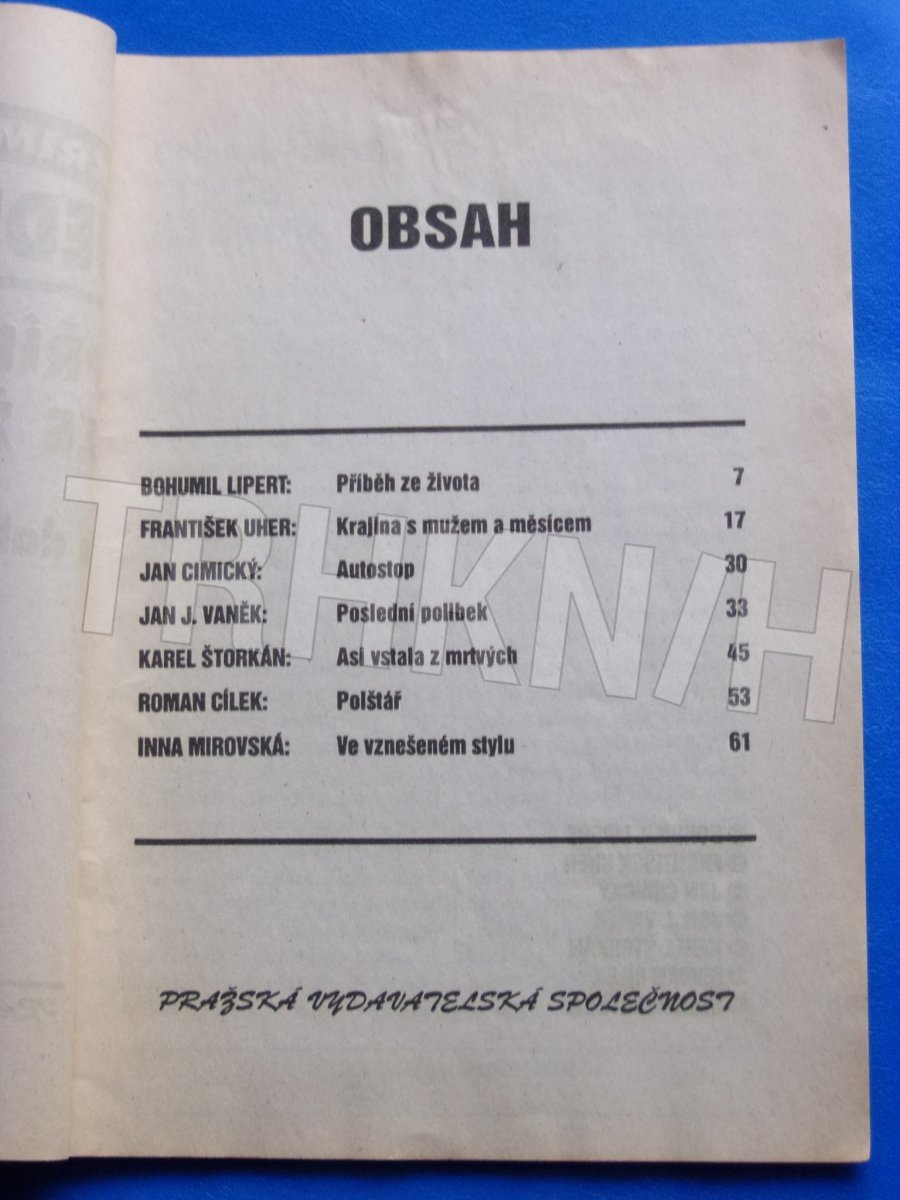 OBSAH
BOHUMIL LIPERT: Příběh ze života 7
FRANTIŠEK UHER: Krajina s mužem a měsícem 17
JAN CIMICKÝ: Autostop 30
JAN J. VANĚK: Poslední polibek 33
KAREL ŠTORKÁN: Asi vstala z mrtvých 45
ROMAN CÍLEK: Polštář 53
INNA MIROVSKÁ: Ve vznešeném stylu 61
PRAŽSKÁ VYDAVATELSKÁ SPOLEČNOST
TRHKNIH